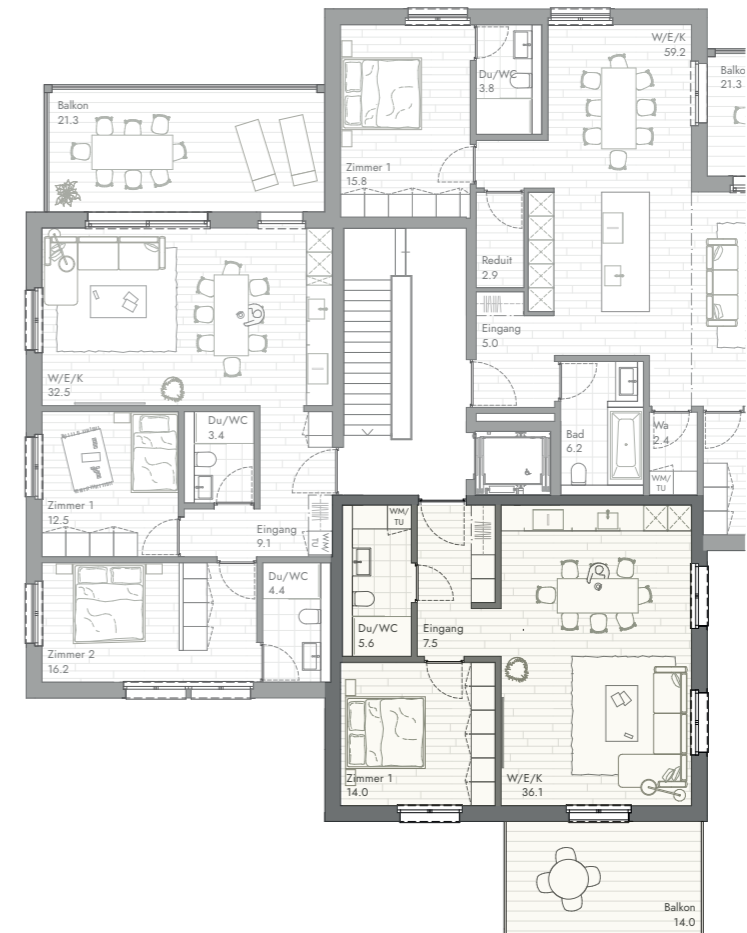 W/E/K
59.2
Du/WC
3.8
Balko
21.3
Balkon
21.3
Zimmer 1
15.8
Reduit
2.9
Eingang
5.0
W/E/K
32.5
Du/WC
3.4
Bad
6.2
Wa
2.4
WM/
TU
Zimmer 1
12.5
Eingang
9.1
WM/
TU
WM/
TU
Du/WC
4.4
Zimmer 2
16.2
Du/WC
5.6
Eingang
7.5
Zimmer 1
14.0
W/E/K
36.1
Balkon
14.0